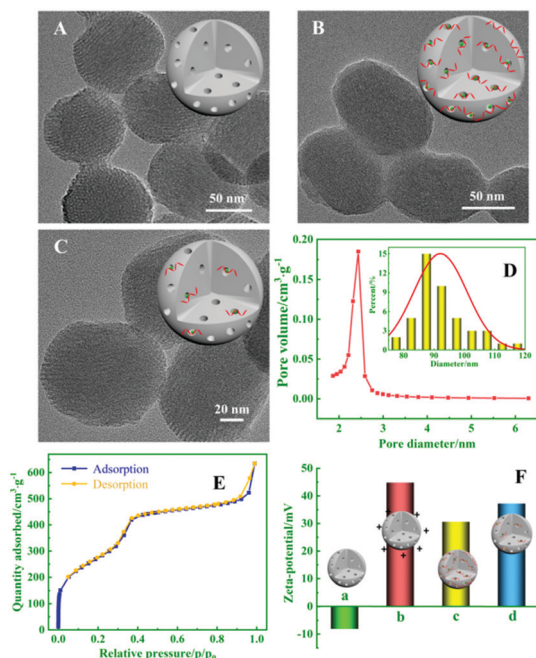 A
50 nm
B
50 nm
C
20 nm
D
Pore volume/cm³·g⁻¹
0.20
0.15
0.10
0.05
0.00
2 3 4 5 6
Pore diameter/nm
Percent/%
15
12
9
6
3
0
80 90 100 110 120
Diameter/nm
E
Adsorption
Desorption
Quantity adsorbed/cm³·g⁻¹
600
500
400
300
200
100
0
0.0 0.2 0.4 0.6 0.8 1.0
Relative pressure/p/p₀
F
Zeta-potential/mV
50
40
30
20
10
0
-10
a
b
c
d
+ + + + + + + +